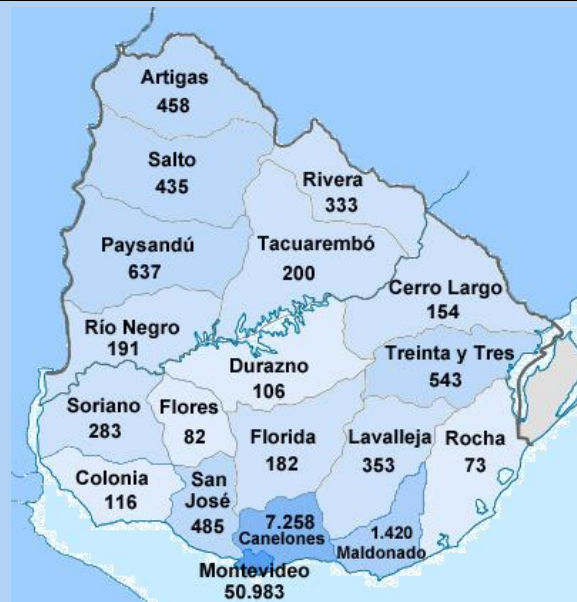 Artigas
458
Salto
435
Rivera
333
Paysandú
637
Tacuarembó
200
Cerro Largo
154
Río Negro
191
Durazno
106
Treinta y Tres
543
Soriano
283
Flores
82
Florida
182
Lavalleja
353
Rocha
73
Colonia
116
San
José
485
7.258
Canelones
1.420
Maldonado
Montevideo
50.983